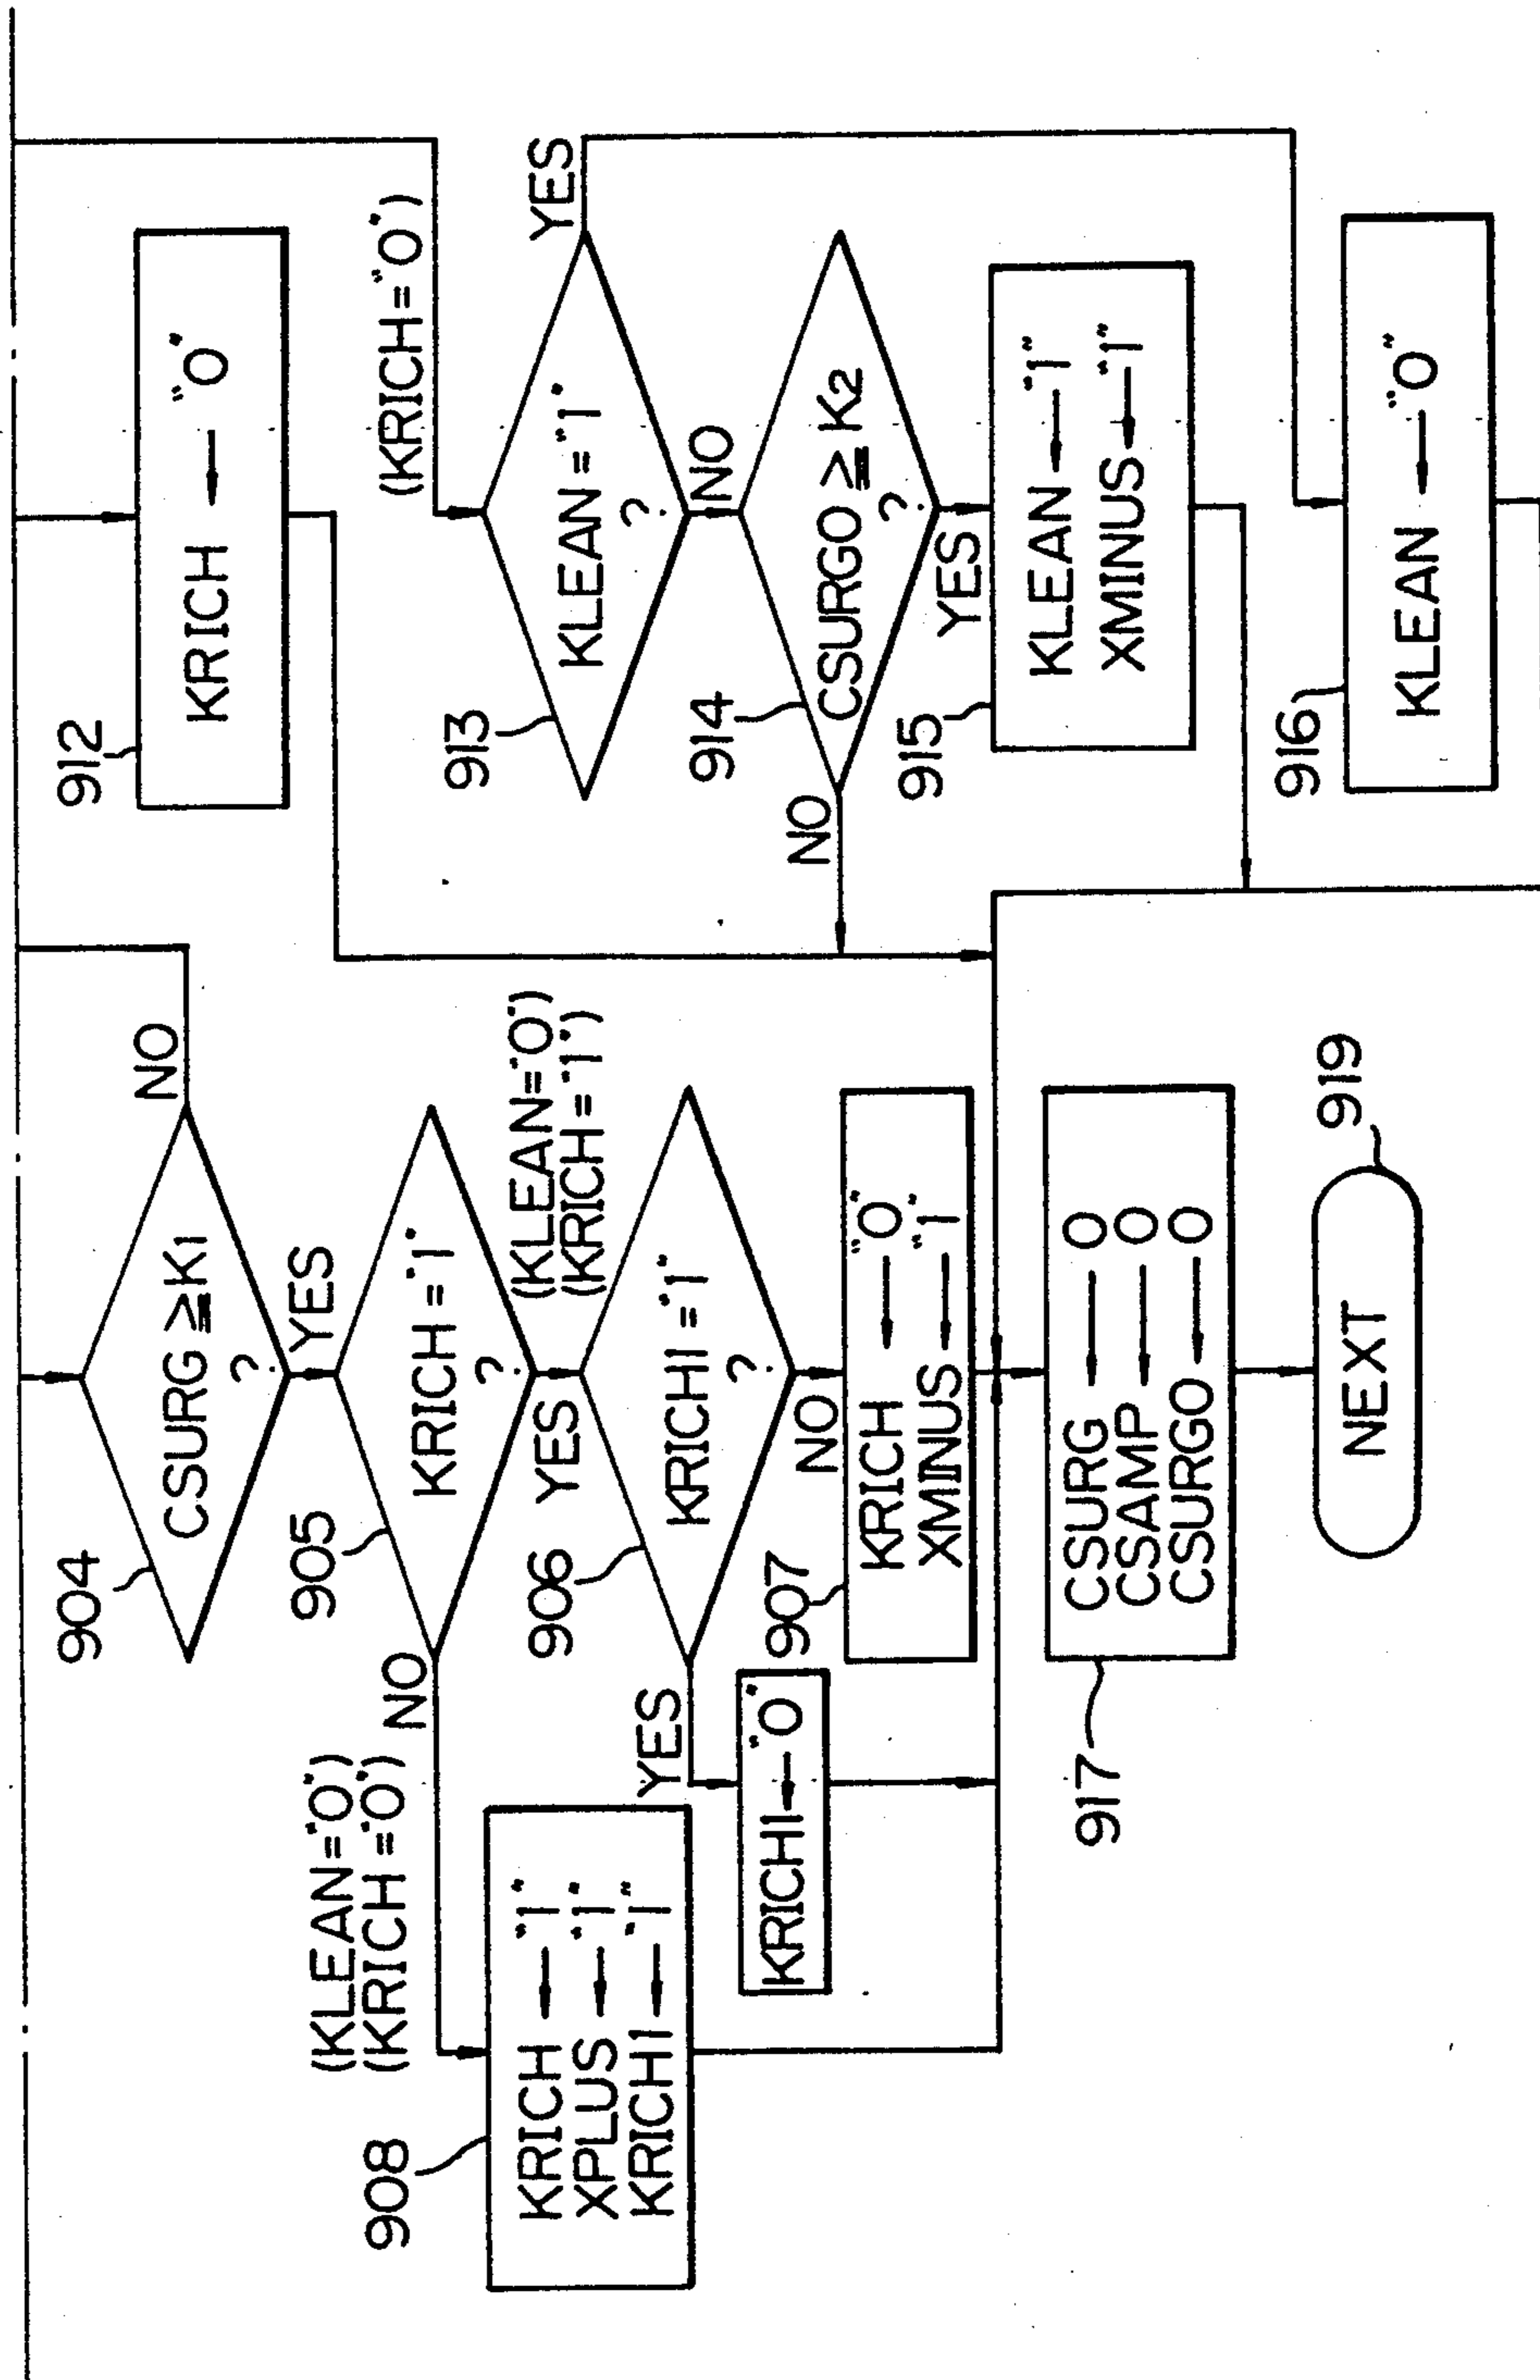 904
CSURG ≧ K1
?
NO
YES
905
KRICH = "1"
?
NO
(KLEAN="0")
(KRICH="0")
908
KRICH ← "1"
XPLUS ← "1"
KRICH1 ← "1"
YES
(KLEAN="0")
(KRICH="1")
906
KRICH1 = "1"
?
YES
KRICH1 ← "0"
NO
907
KRICH ← "0"
XMINUS ← "1"
917
CSURG ← 0
CSAMP ← 0
CSURGO ← 0
NEXT
919
912
KRICH ← "0"
(KRICH="0")
913
KLEAN = "1"
?
YES
NO
914
CSURGO ≧ K2
?
NO
YES
915
KLEAN ← "1"
XMINUS ← "1"
916
KLEAN ← "0"